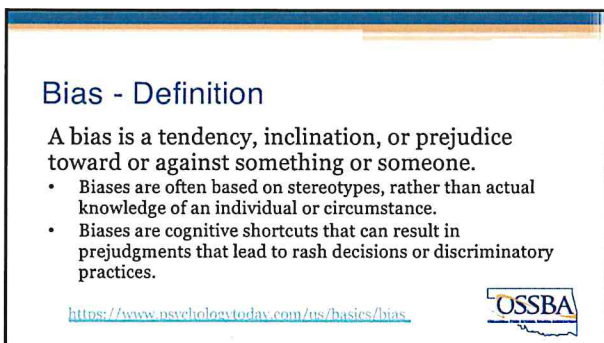 Bias - Definition
A bias is a tendency, inclination, or prejudice
toward or against something or someone.
• Biases are often based on stereotypes, rather than actual
knowledge of an individual or circumstance.
• Biases are cognitive shortcuts that can result in
prejudgments that lead to rash decisions or discriminatory
practices.
https://www.psychologytoday.com/us/basics/bias
OSSBA